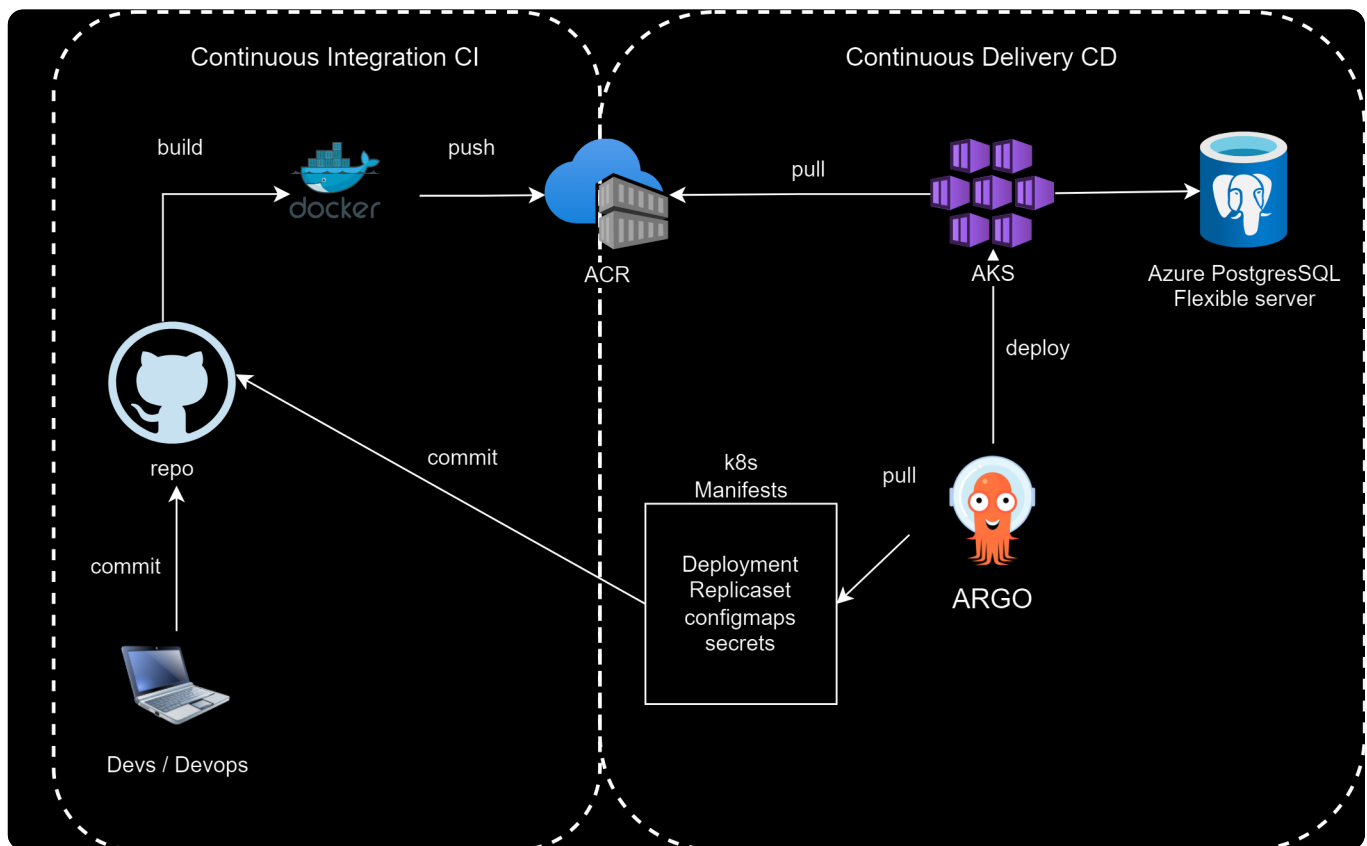 Continuous Integration CI
Continuous Delivery CD
build
docker
push
ACR
pull
AKS
Azure PostgresSQL
Flexible server
deploy
repo
commit
k8s
Manifests
pull
Deployment
Replicaset
configmaps
secrets
ARGO
commit
Devs / Devops